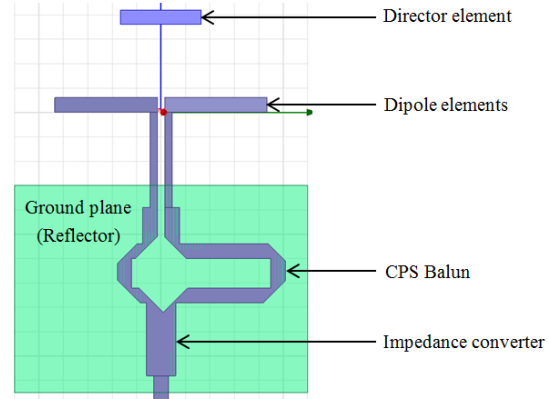 Director element
Dipole elements
Ground plane
(Reflector)
CPS Balun
Impedance converter